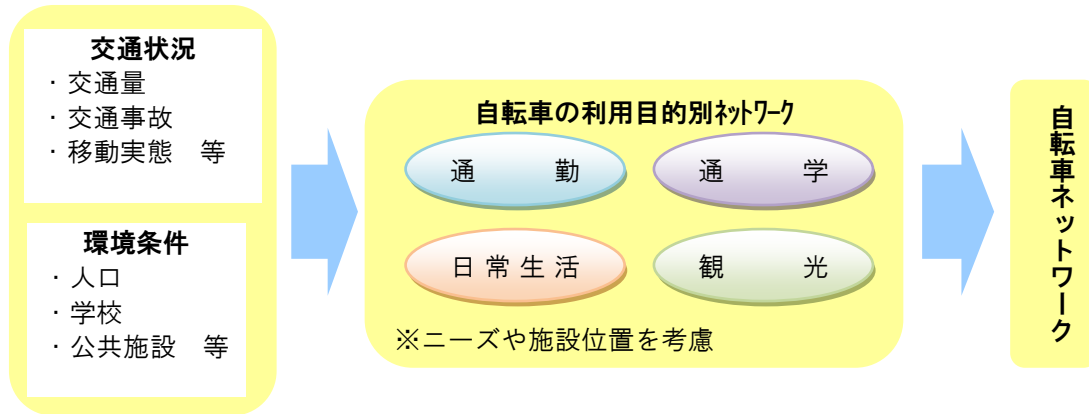 交通状況
・交通量
・交通事故
・移動実態　等
環境条件
・人口
・学校
・公共施設　等
自転車の利用目的別ﾈｯﾄﾜｰｸ
通　　勤
通　　学
日常生活
観　　光
※ニーズや施設位置を考慮
自転車ネットワーク